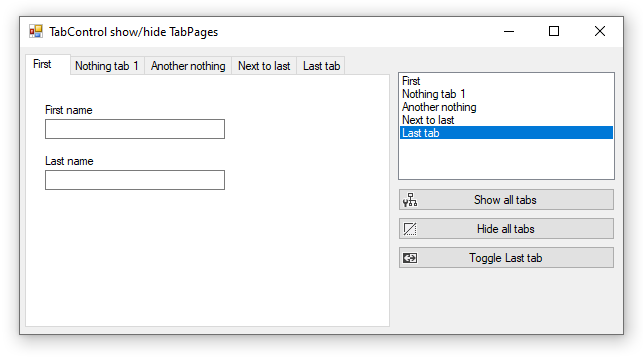 TabControl show/hide TabPages
First Nothing tab 1 Another nothing Next to last Last tab
First name
Last name
First
Nothing tab 1
Another nothing
Next to last
Last tab
Show all tabs
Hide all tabs
Toggle Last tab